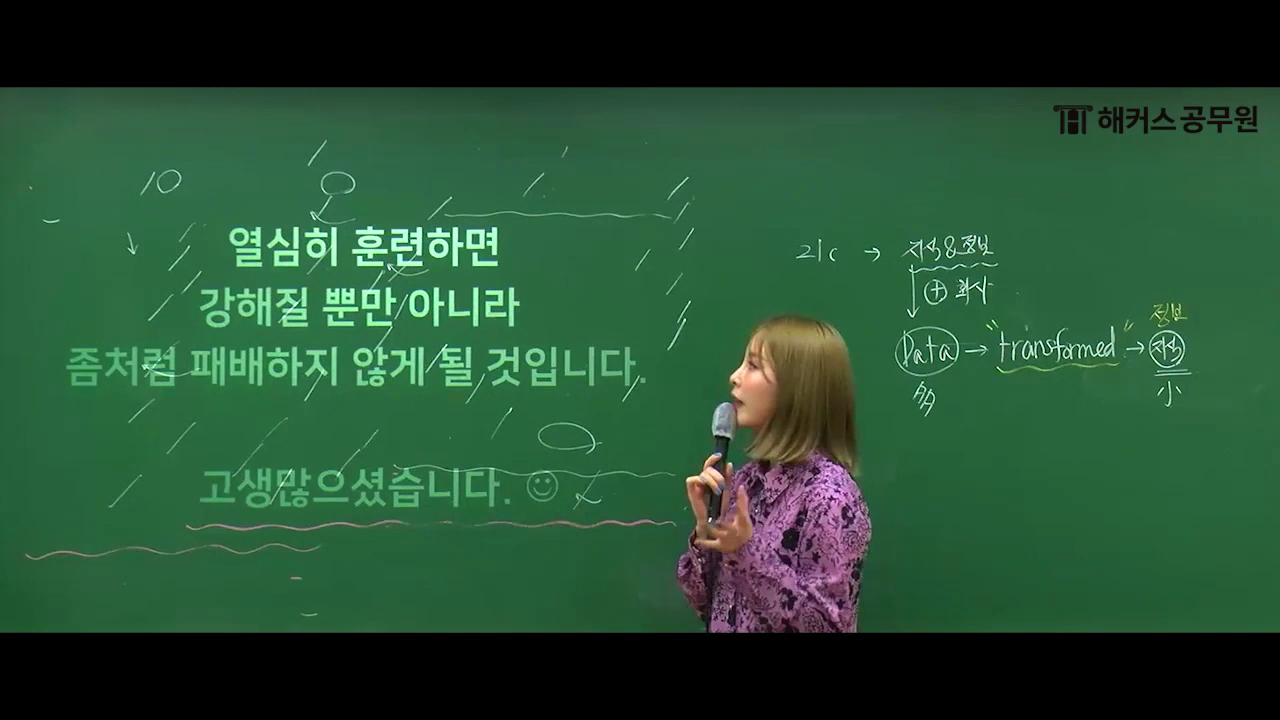 해커스 공무원
10
열심히 훈련하면
강해질 뿐만 아니라
좀처럼 패배하지 않게 될 것입니다.
고생많으셨습니다. ☺
21c → 지식&정보
⊕ 회사
정보
Data → "transformed" → 지식
多 小